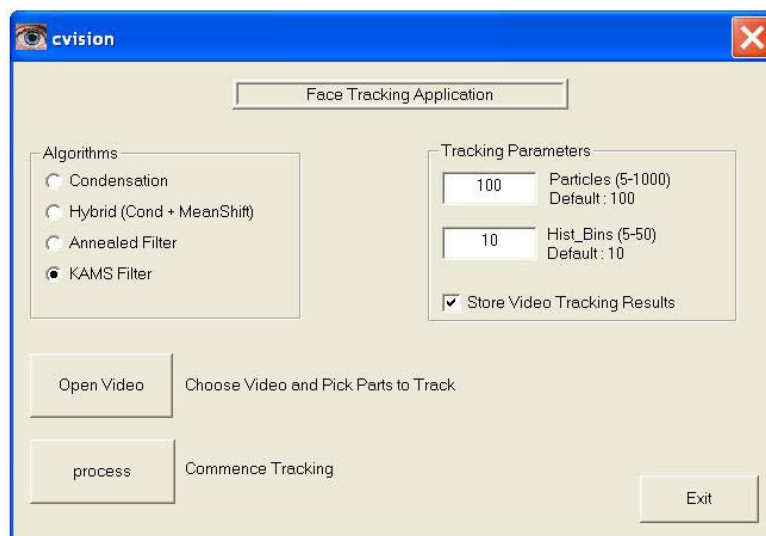 cvision
Face Tracking Application
Algorithms
Condensation
Hybrid (Cond + MeanShift)
Annealed Filter
KAMS Filter
Tracking Parameters
100
Particles (5-1000)
Default : 100
10
Hist_Bins (5-50)
Default : 10
Store Video Tracking Results
Open Video
Choose Video and Pick Parts to Track
process
Commence Tracking
Exit